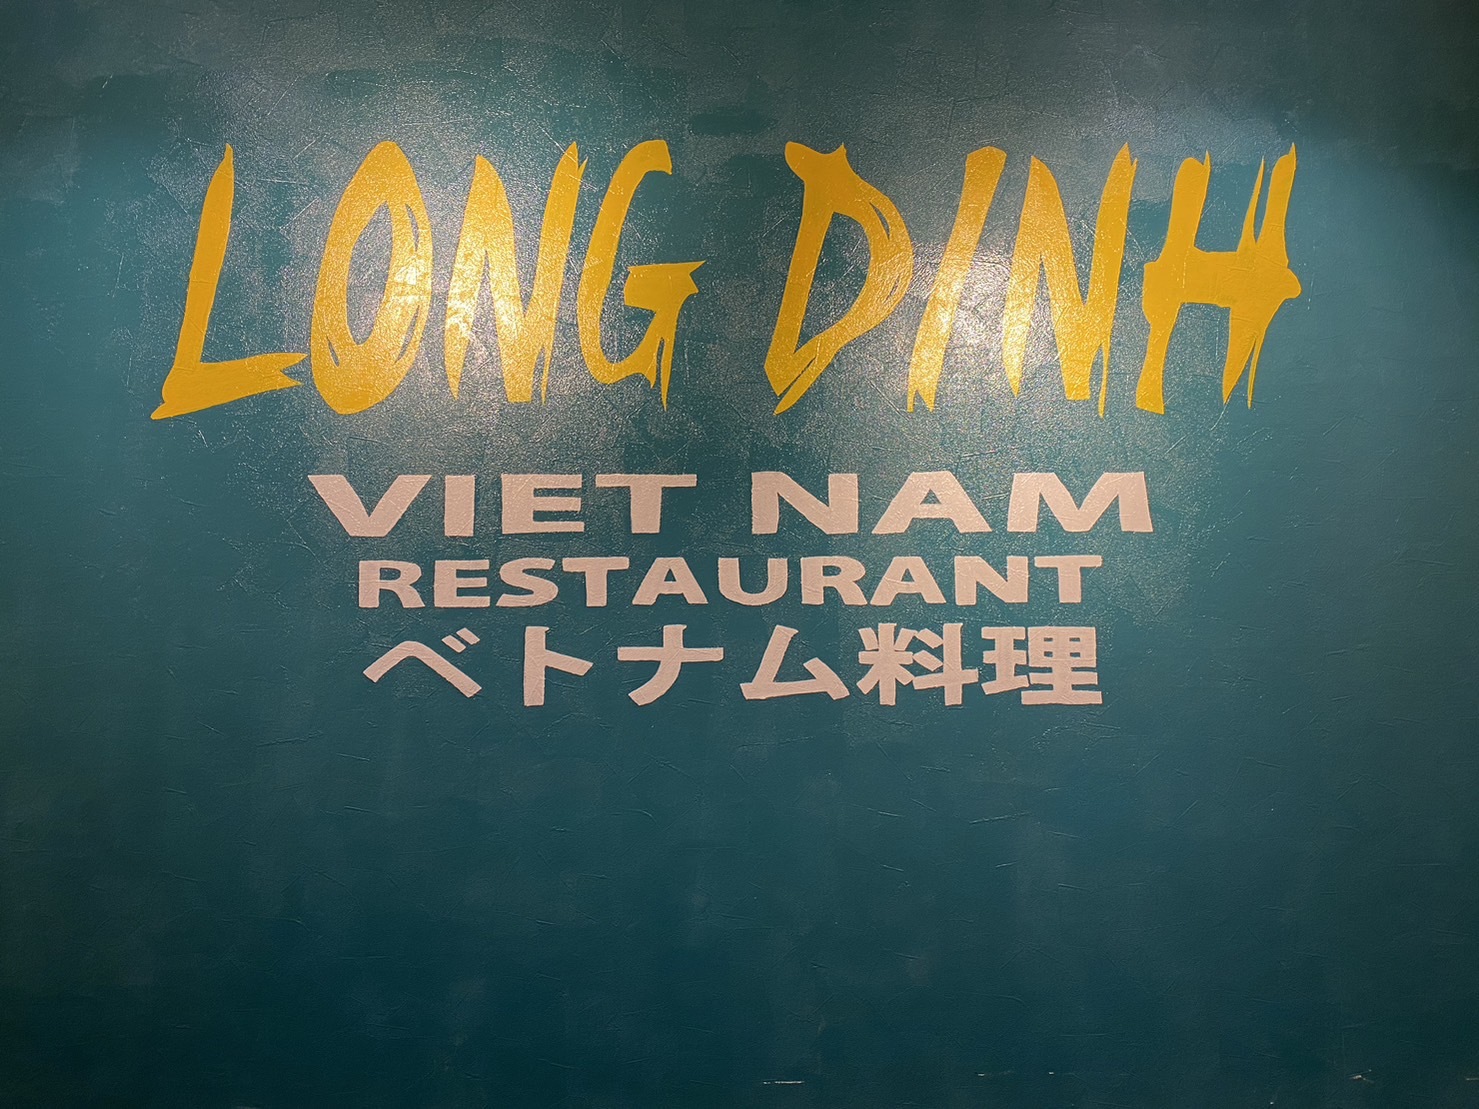 LONG DINH
VIET NAM
RESTAURANT
ベトナム料理